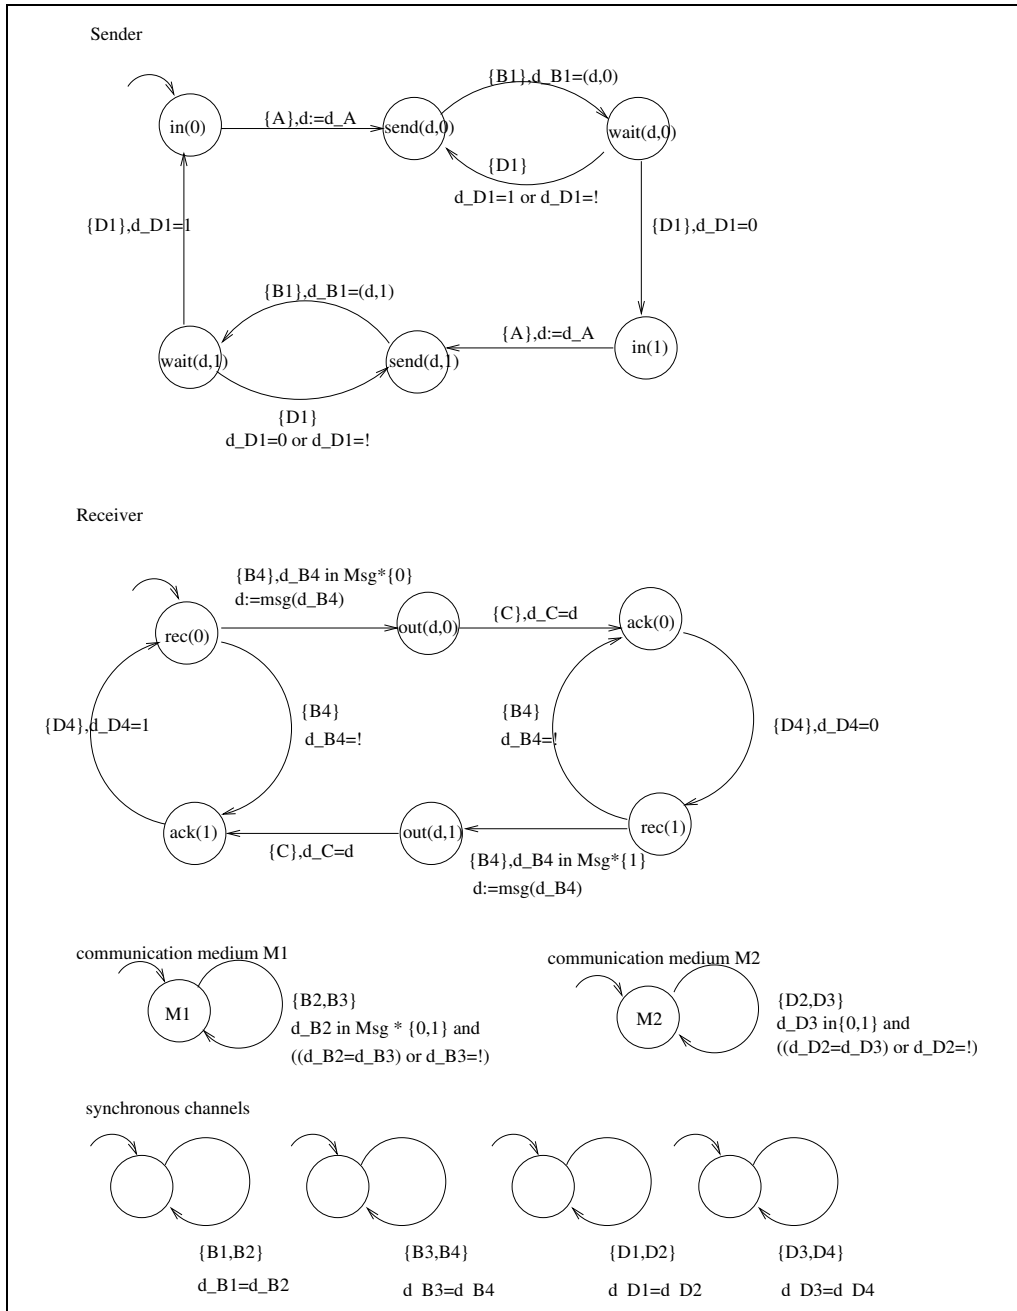 Sender
{B1},d_B1=(d,0)
in(0)
{A},d:=d_A
send(d,0)
wait(d,0)
{D1}
d_D1=1 or d_D1=!
{D1},d_D1=1
{D1},d_D1=0
{B1},d_B1=(d,1)
wait(d,1)
send(d,1)
{A},d:=d_A
in(1)
{D1}
d_D1=0 or d_D1=!
Receiver
{B4},d_B4 in Msg*{0}
d:=msg(d_B4)
rec(0)
out(d,0)
{C},d_C=d
ack(0)
{D4},d_D4=1
{B4}
d_B4=!
{B4}
d_B4=!
{D4},d_D4=0
ack(1)
{C},d_C=d
out(d,1)
rec(1)
{B4},d_B4 in Msg*{1}
d:=msg(d_B4)
communication medium M1
M1
{B2,B3}
d_B2 in Msg * {0,1} and
((d_B2=d_B3) or d_B3=!)
communication medium M2
M2
{D2,D3}
d_D3 in{0,1} and
((d_D2=d_D3) or d_D2=!)
synchronous channels
{B1,B2}
d_B1=d_B2
{B3,B4}
d_B3=d_B4
{D1,D2}
d_D1=d_D2
{D3,D4}
d_D3=d_D4